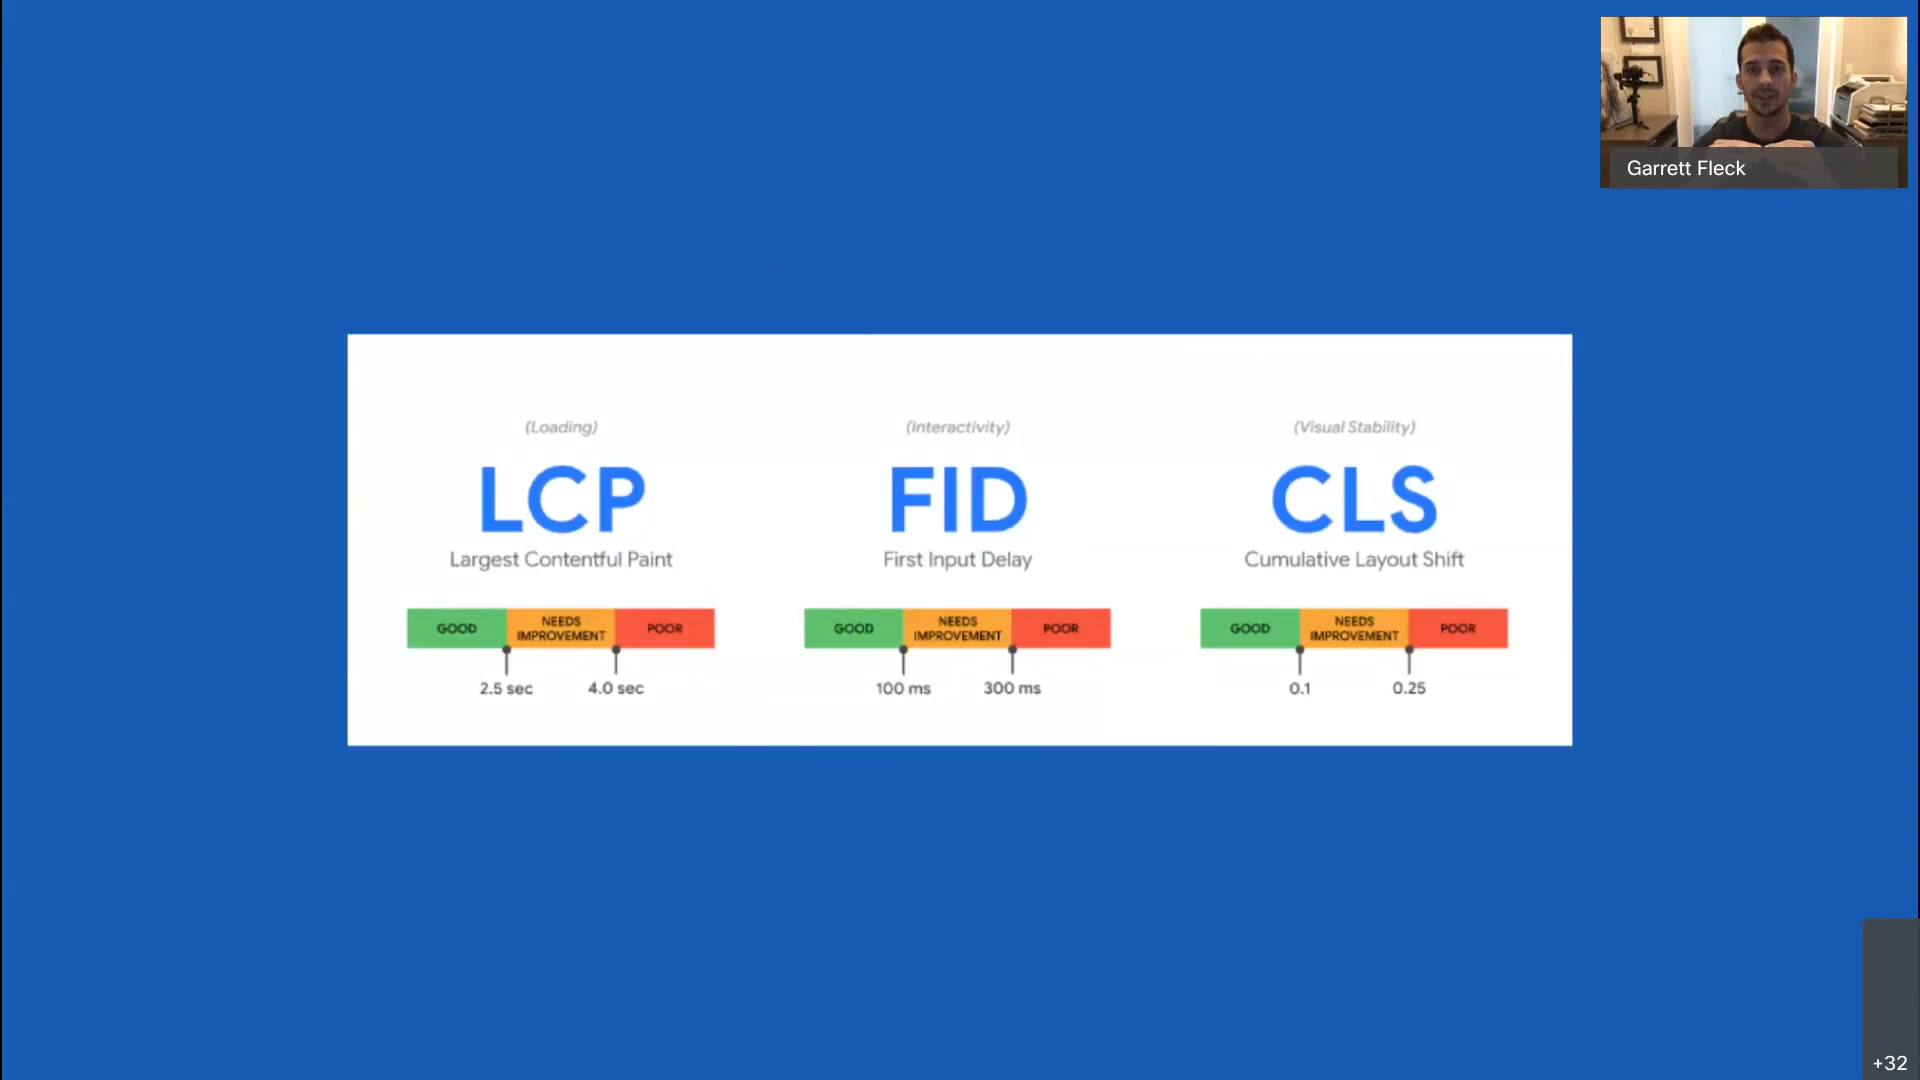 Garrett Fleck
(Loading)
LCP
Largest Contentful Paint
GOOD
NEEDS
IMPROVEMENT
POOR
2.5 sec
4.0 sec
(Interactivity)
FID
First Input Delay
GOOD
NEEDS
IMPROVEMENT
POOR
100 ms
300 ms
(Visual Stability)
CLS
Cumulative Layout Shift
GOOD
NEEDS
IMPROVEMENT
POOR
0.1
0.25
+32